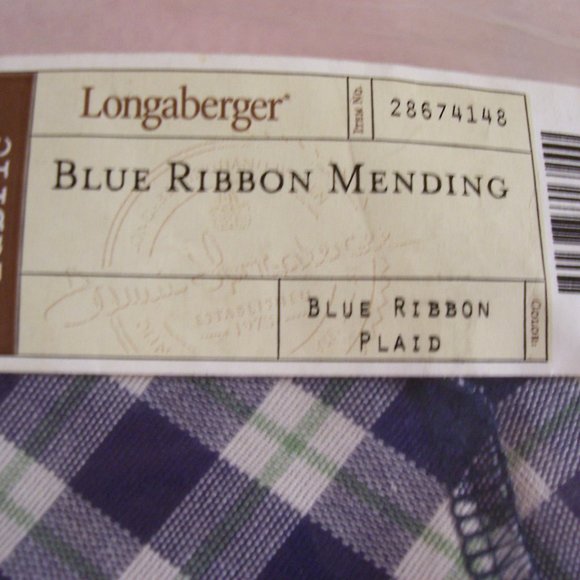 Longaberger®
Item No.
28674148
BLUE RIBBON MENDING
BLUE RIBBON
PLAID
Color: